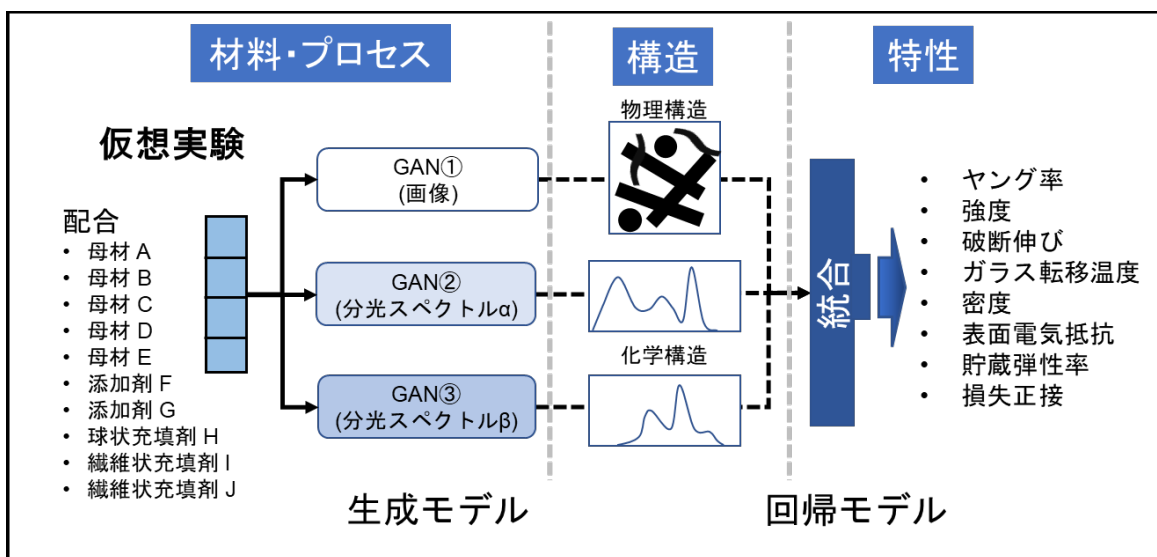 材料・プロセス
構造
特性
仮想実験
配合
• 母材 A
• 母材 B
• 母材 C
• 母材 D
• 母材 E
• 添加剤 F
• 添加剤 G
• 球状充填剤 H
• 繊維状充填剤 I
• 繊維状充填剤 J
GAN①
(画像)
GAN②
(分光スペクトルα)
GAN③
(分光スペクトルβ)
生成モデル
物理構造
化学構造
統合
回帰モデル
• ヤング率
• 強度
• 破断伸び
• ガラス転移温度
• 密度
• 表面電気抵抗
• 貯蔵弾性率
• 損失正接